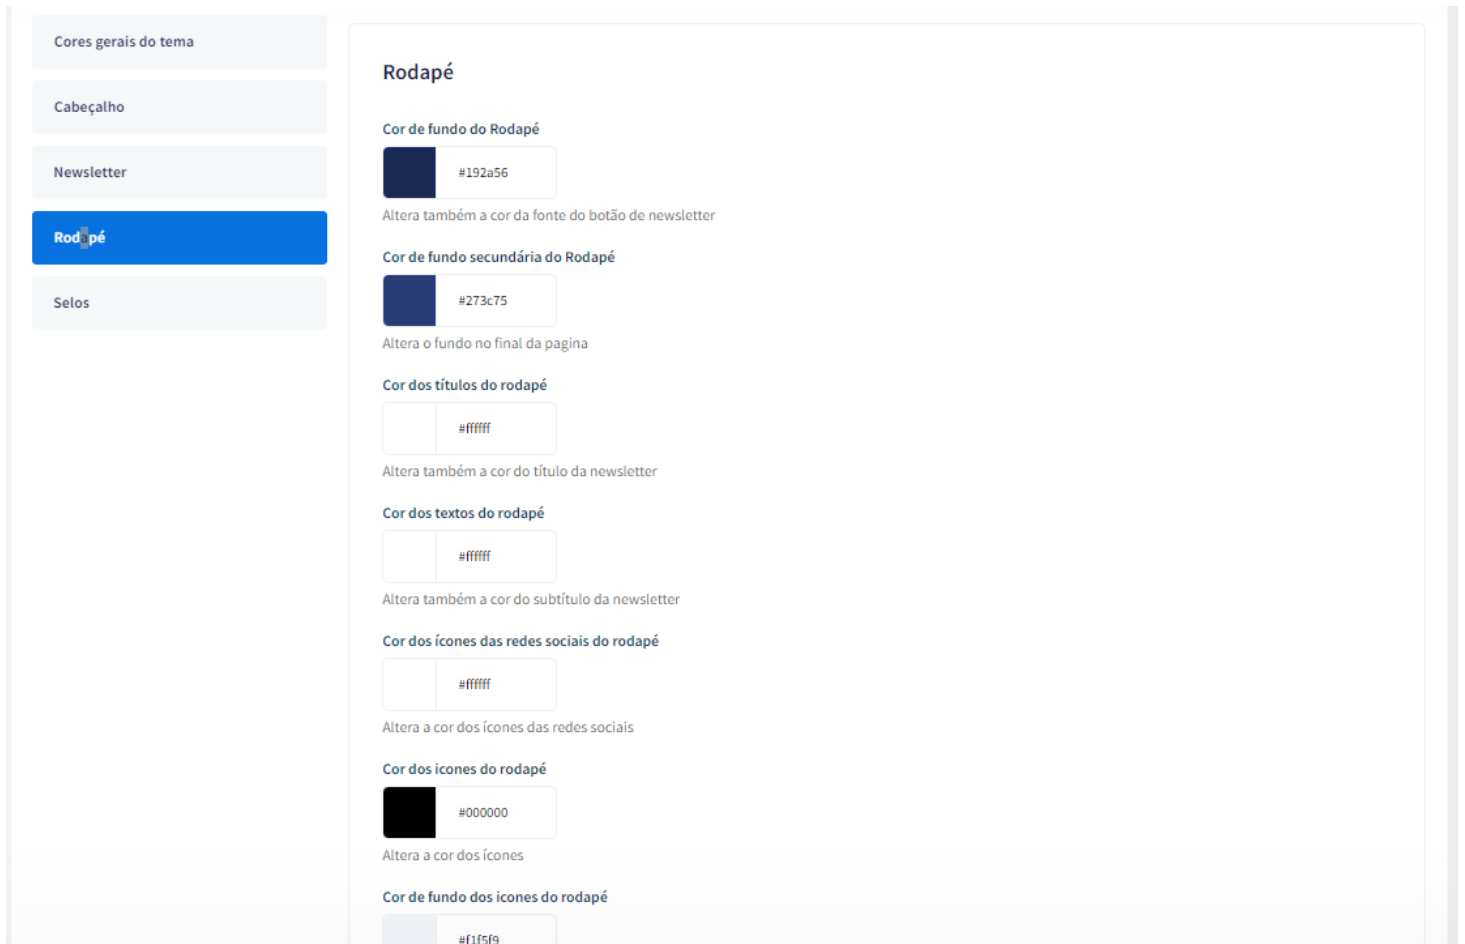 Cores gerais do tema
Cabeçalho
Newsletter
Rodapé
Selos
Rodapé
Cor de fundo do Rodapé
#192a56
Altera também a cor da fonte do botão de newsletter
Cor de fundo secundária do Rodapé
#273c75
Altera o fundo no final da pagina
Cor dos títulos do rodapé
#ffffff
Altera também a cor do título da newsletter
Cor dos textos do rodapé
#ffffff
Altera também a cor do subtítulo da newsletter
Cor dos ícones das redes sociais do rodapé
#ffffff
Altera a cor dos ícones das redes sociais
Cor dos icones do rodapé
#000000
Altera a cor dos ícones
Cor de fundo dos icones do rodapé
#f1f5f9